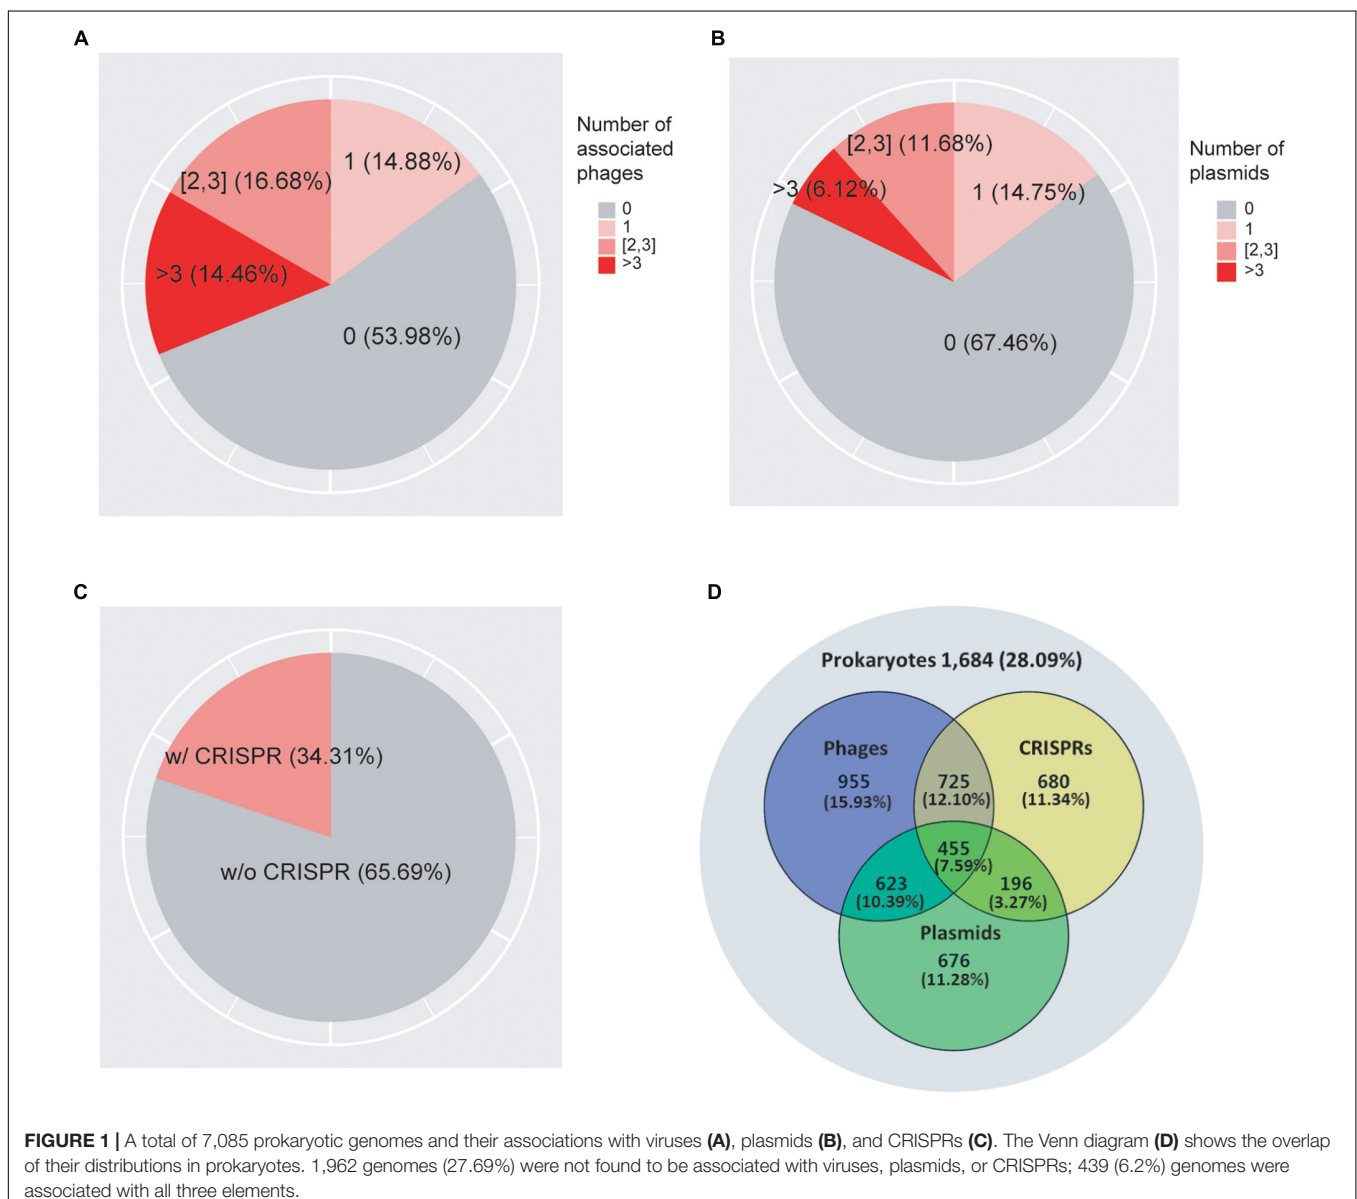 A
1 (14.88%)
[2,3] (16.68%)
>3 (14.46%)
0 (53.98%)
Number of
associated
phages
0
1
[2,3]
>3
B
[2,3] (11.68%)
>3 (6.12%)
1 (14.75%)
0 (67.46%)
Number of
plasmids
0
1
[2,3]
>3
C
w/ CRISPR (34.31%)
w/o CRISPR (65.69%)
D
Prokaryotes 1,684 (28.09%)
Phages
955
(15.93%)
725
(12.10%)
CRISPRs
680
(11.34%)
455
(7.59%)
623
(10.39%)
196
(3.27%)
Plasmids
676
(11.28%)
FIGURE 1 | A total of 7,085 prokaryotic genomes and their associations with viruses (A), plasmids (B), and CRISPRs (C). The Venn diagram (D) shows the overlap
of their distributions in prokaryotes. 1,962 genomes (27.69%) were not found to be associated with viruses, plasmids, or CRISPRs; 439 (6.2%) genomes were
associated with all three elements.